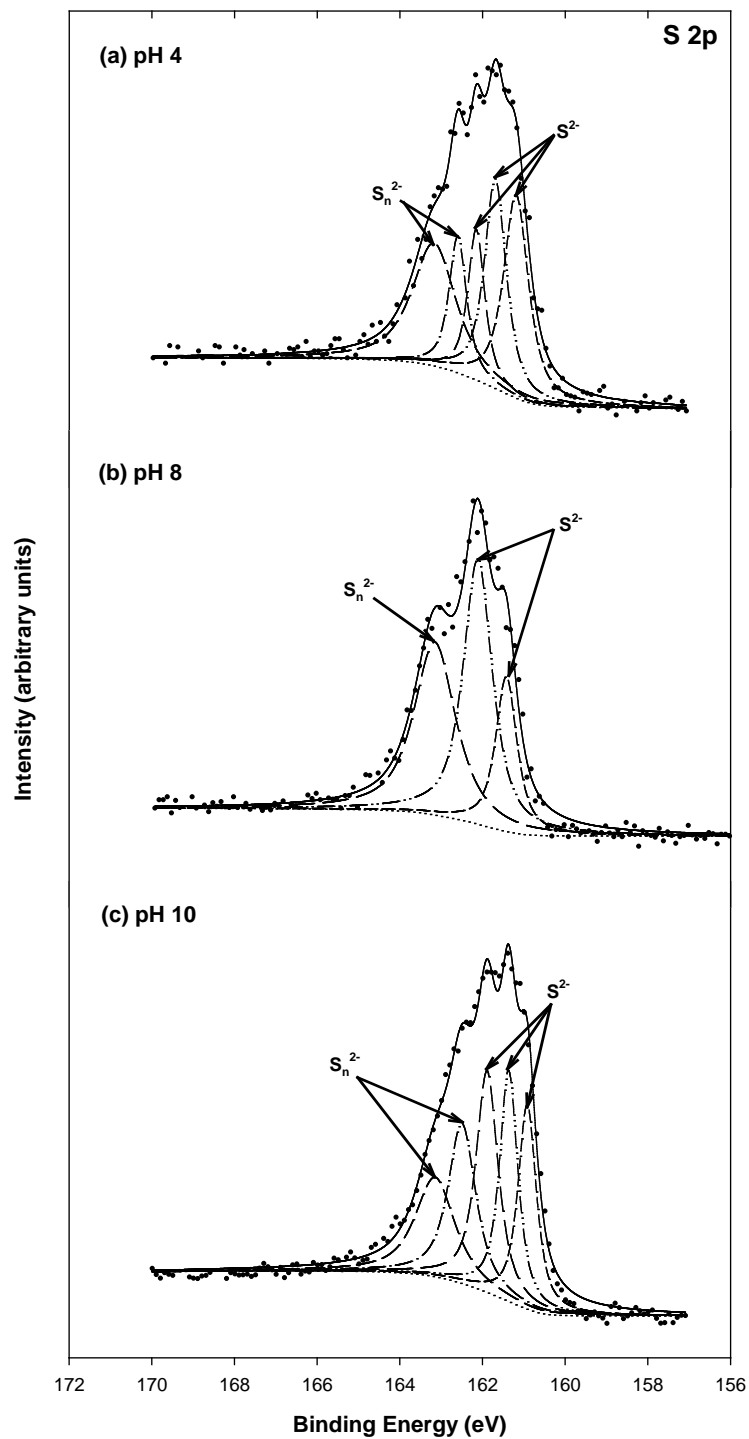 S 2p
(a) pH 4
S²⁻
Sₙ²⁻
(b) pH 8
S²⁻
Sₙ²⁻
(c) pH 10
S²⁻
Sₙ²⁻
Intensity (arbitrary units)
172 170 168 166 164 162 160 158 156
Binding Energy (eV)